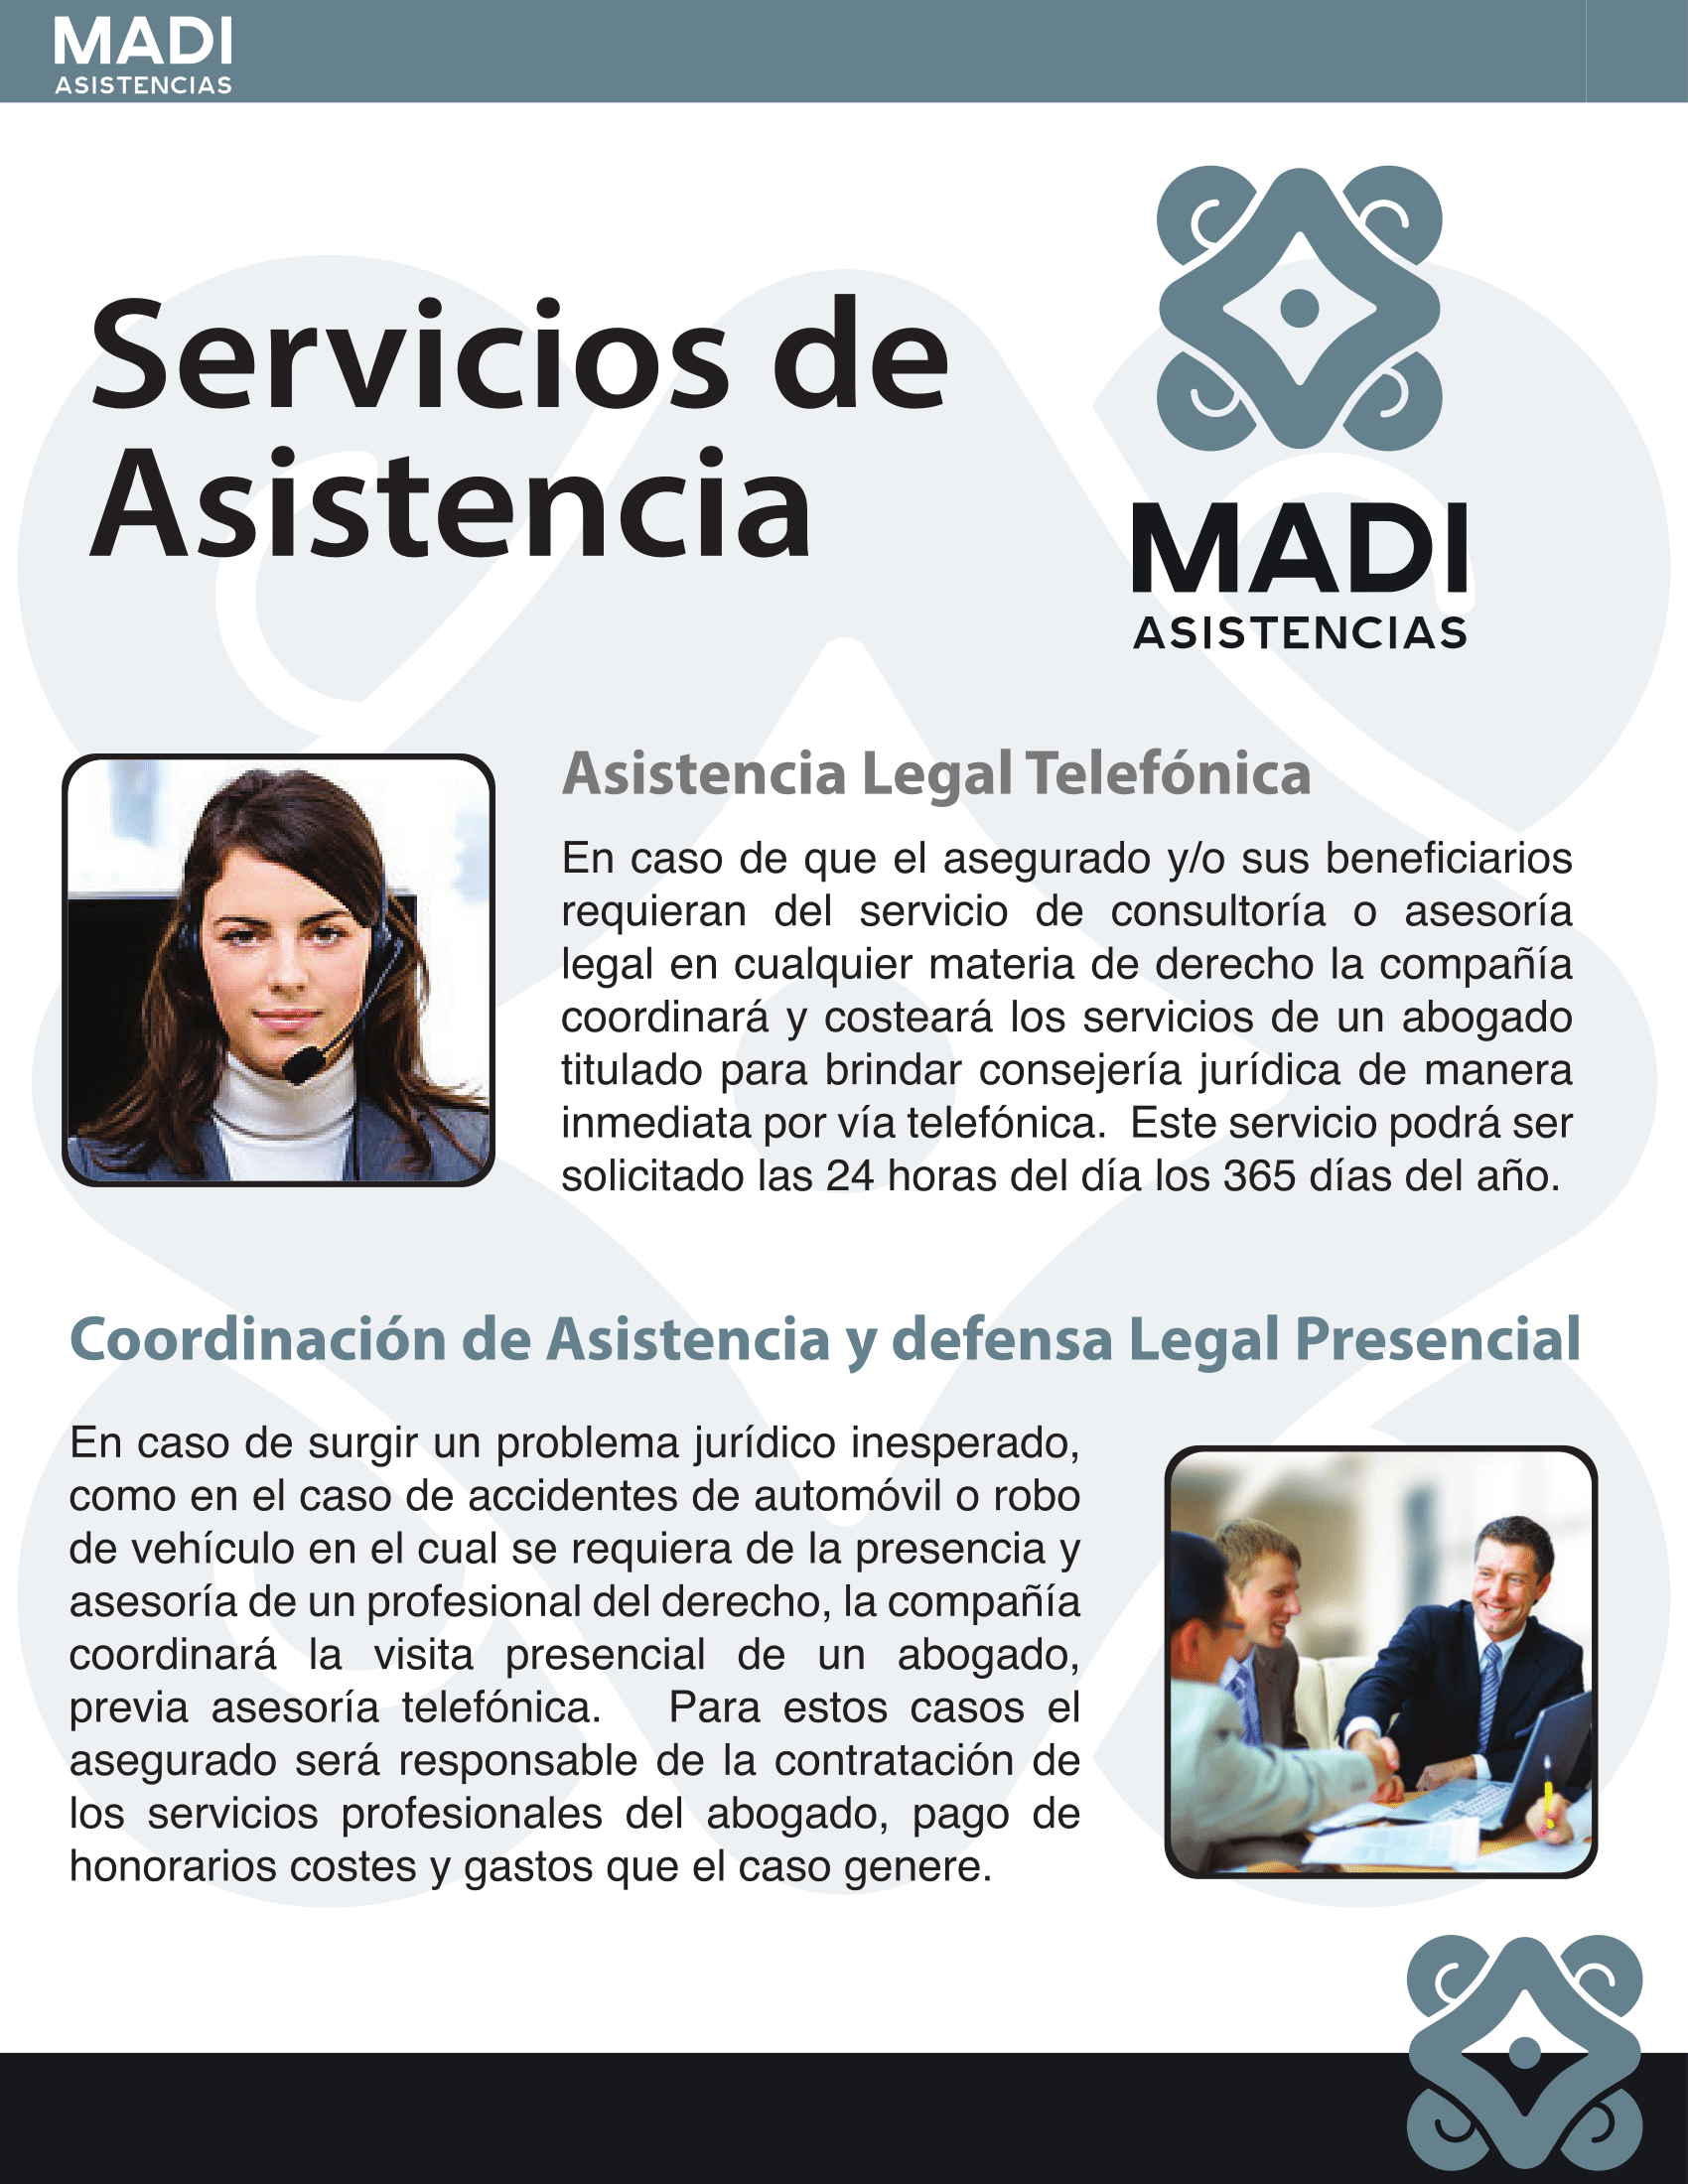 MADI
ASISTENCIAS
Servicios de
Asistencia
MADI
ASISTENCIAS
Asistencia Legal Telefónica
En caso de que el asegurado y/o sus beneficiarios
requieran del servicio de consultoría o asesoría
legal en cualquier materia de derecho la compañía
coordinará y costeará los servicios de un abogado
titulado para brindar consejería jurídica de manera
inmediata por vía telefónica. Este servicio podrá ser
solicitado las 24 horas del día los 365 días del año.
Coordinación de Asistencia y defensa Legal Presencial
En caso de surgir un problema jurídico inesperado,
como en el caso de accidentes de automóvil o robo
de vehículo en el cual se requiera de la presencia y
asesoría de un profesional del derecho, la compañía
coordinará la visita presencial de un abogado,
previa asesoría telefónica. Para estos casos el
asegurado será responsable de la contratación de
los servicios profesionales del abogado, pago de
honorarios costes y gastos que el caso genere.